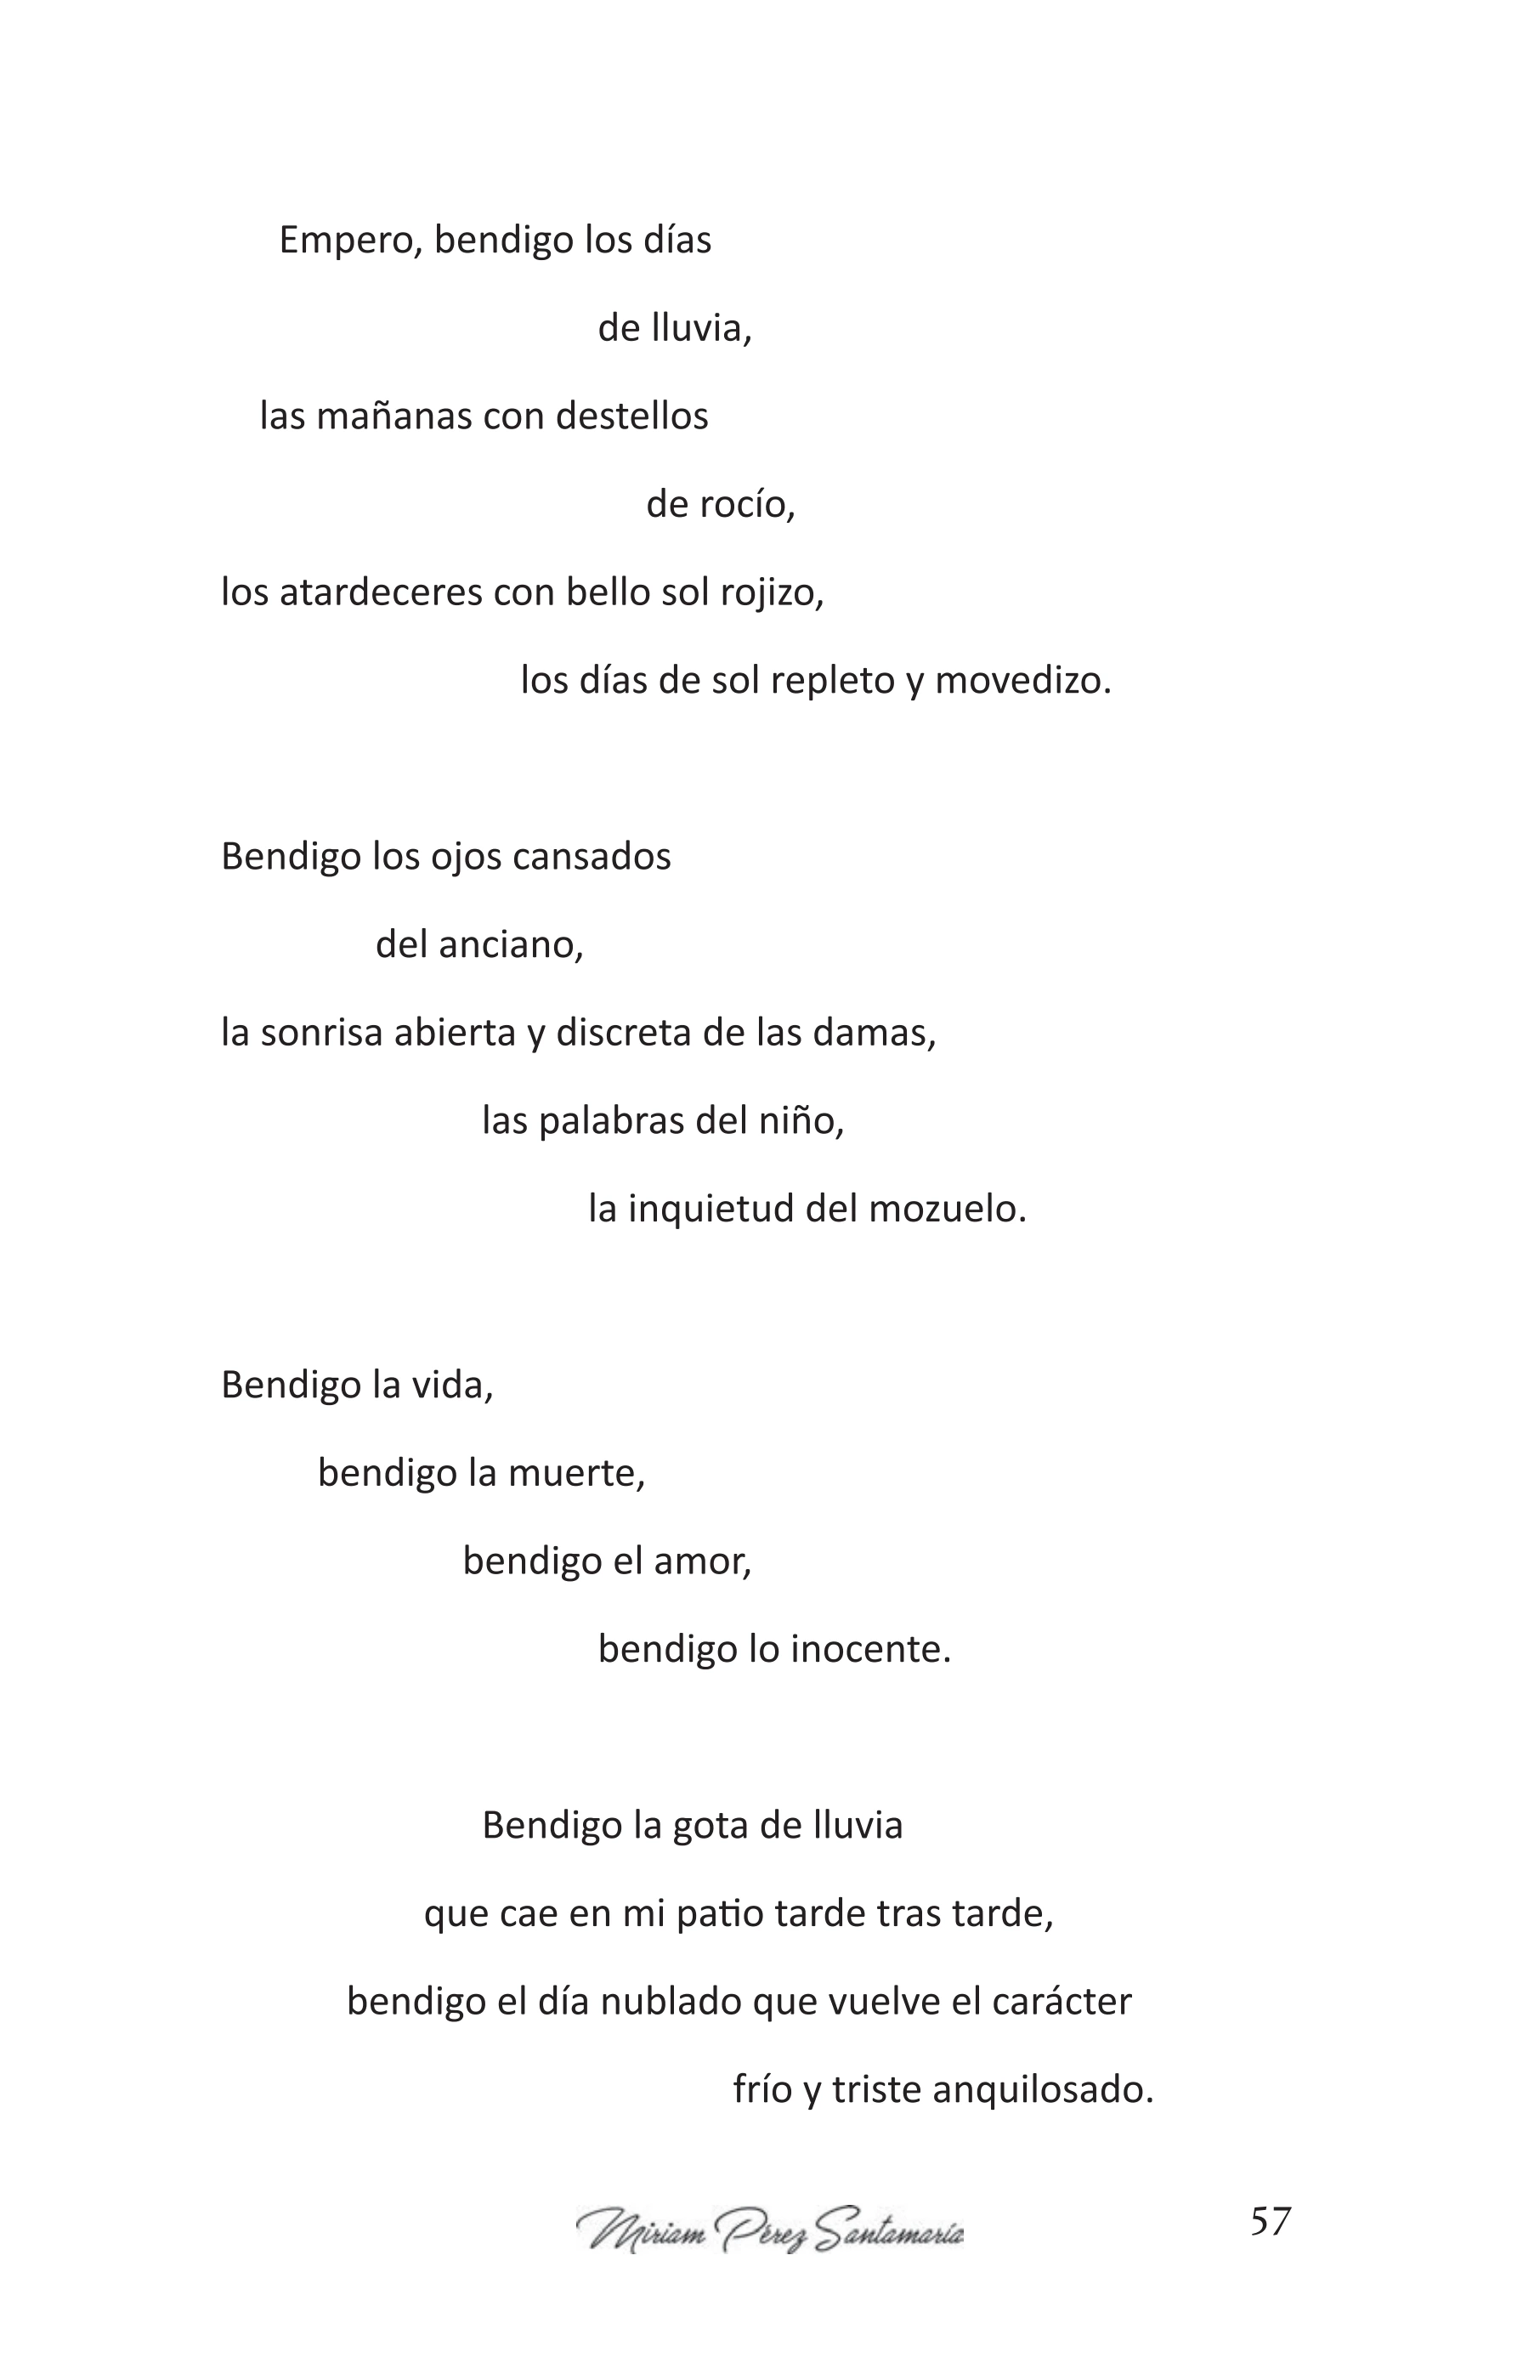 Empero, bendigo los días
de lluvia,
las mañanas con destellos
de rocío,
los atardeceres con bello sol rojizo,
los días de sol repleto y movedizo.
Bendigo los ojos cansados
del anciano,
la sonrisa abierta y discreta de las damas,
las palabras del niño,
la inquietud del mozuelo.
Bendigo la vida,
bendigo la muerte,
bendigo el amor,
bendigo lo inocente.
Bendigo la gota de lluvia
que cae en mi patio tarde tras tarde,
bendigo el día nublado que vuelve el carácter
frío y triste anquilosado.
Miriam Pérez Santamaría
57